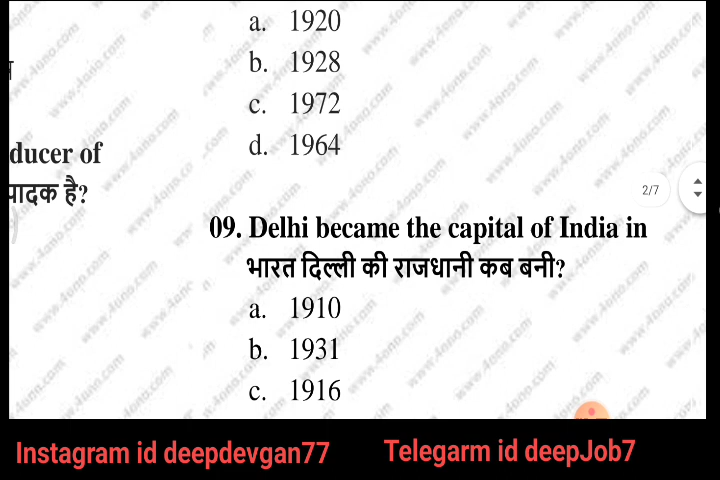 a. 1920
b. 1928
c. 1972
d. 1964
ducer of
पादक है?
2/7
09. Delhi became the capital of India in
भारत दिल्ली की राजधानी कब बनी?
a. 1910
b. 1931
c. 1916
Instagram id deepdevgan77
Telegarm id deepJob7